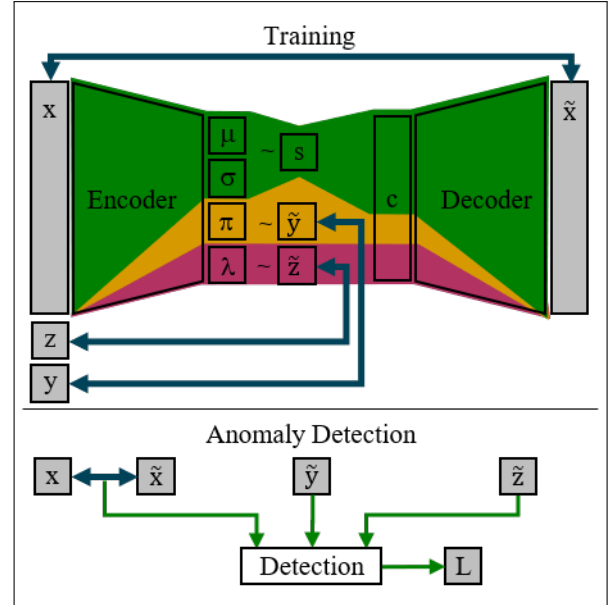 Training
x x̃
μ ~ s
σ
Encoder c Decoder
π ~ ỹ
λ ~ z̃
z
y
Anomaly Detection
x x̃ ỹ z̃
Detection L